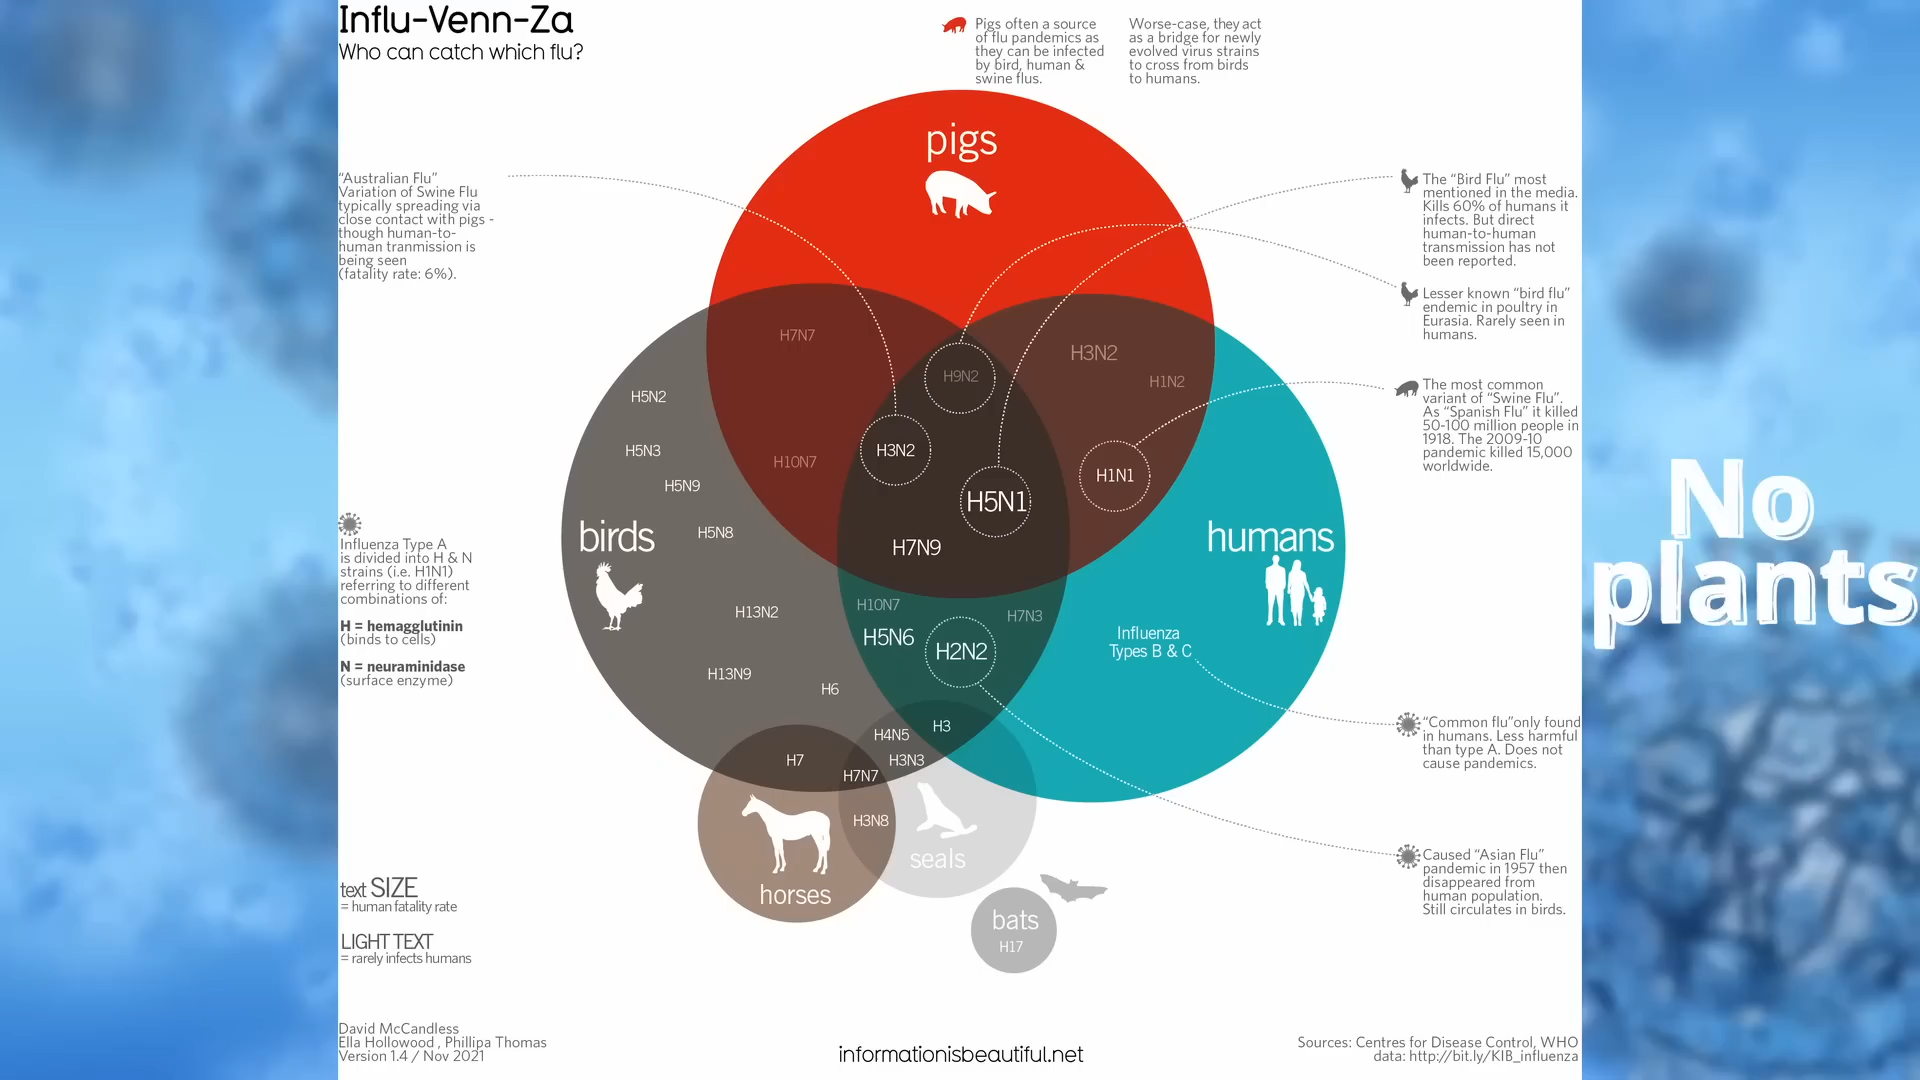 Influ-Venn-Za
Who can catch which flu?
Pigs often a source
of flu pandemics as
they can be infected
by bird, human &
swine flus.
Worse-case, they act
as a bridge for newly
evolved virus strains
to cross from birds
to humans.
pigs
"Australian Flu"
Variation of Swine Flu
typically spreading via
close contact with pigs -
though human-to-
human tranmission is
being seen
(fatality rate: 6%).
The "Bird Flu" most
mentioned in the media.
Kills 60% of humans it
infects. But direct
human-to-human
transmission has not
been reported.
Lesser known "bird flu"
endemic in poultry in
Eurasia. Rarely seen in
humans.
The most common
variant of "Swine Flu".
As "Spanish Flu" it killed
50-100 million people in
1918. The 2009-10
pandemic killed 15,000
worldwide.
H7N7
H9N2
H3N2
H1N2
H5N2
H5N3
H10N7
H3N2
H1N1
H5N9
H5N1
H5N8
H7N9
birds
humans
No
plants
Influenza Type A
is divided into H & N
strains (i.e. H1N1)
referring to different
combinations of:
H = hemagglutinin
(binds to cells)
N = neuraminidase
(surface enzyme)
H13N2
H10N7
H7N3
H5N6
H2N2
Influenza
Types B & C
H13N9
H6
H3
H4N5
H7
H3N3
H7N7
H3N8
"Common flu"only found
in humans. Less harmful
than type A. Does not
cause pandemics.
seals
horses
bats
H17
Caused "Asian Flu"
pandemic in 1957 then
disappeared from
human population.
Still circulates in birds.
text SIZE
= human fatality rate
LIGHT TEXT
= rarely infects humans
David McCandless
Ella Hollowood , Phillipa Thomas
Version 1.4 / Nov 2021
informationisbeautiful.net
Sources: Centres for Disease Control, WHO
data: http://bit.ly/KIB_influenza